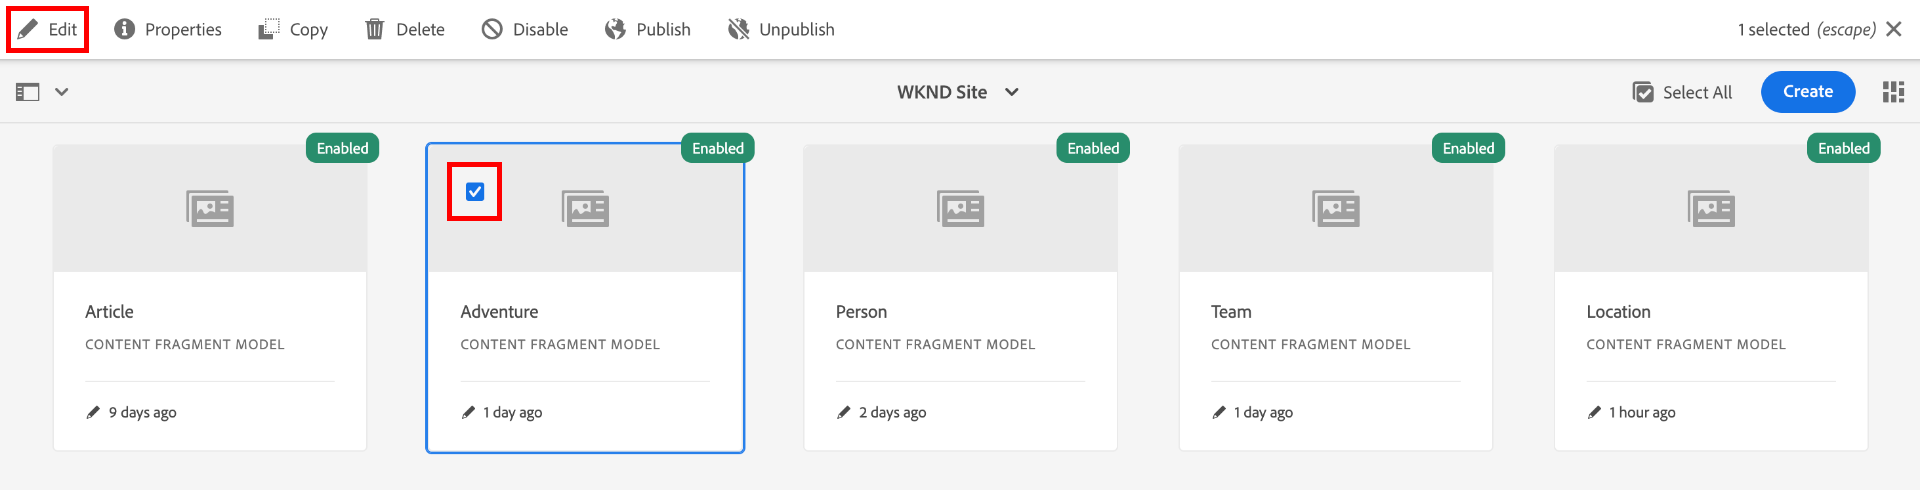 Edit Properties Copy Delete Disable Publish Unpublish 1 selected (escape)
WKND Site Select All Create
Enabled Enabled Enabled Enabled Enabled
Article Adventure Person Team Location
CONTENT FRAGMENT MODEL CONTENT FRAGMENT MODEL CONTENT FRAGMENT MODEL CONTENT FRAGMENT MODEL CONTENT FRAGMENT MODEL
9 days ago 1 day ago 2 days ago 1 day ago 1 hour ago